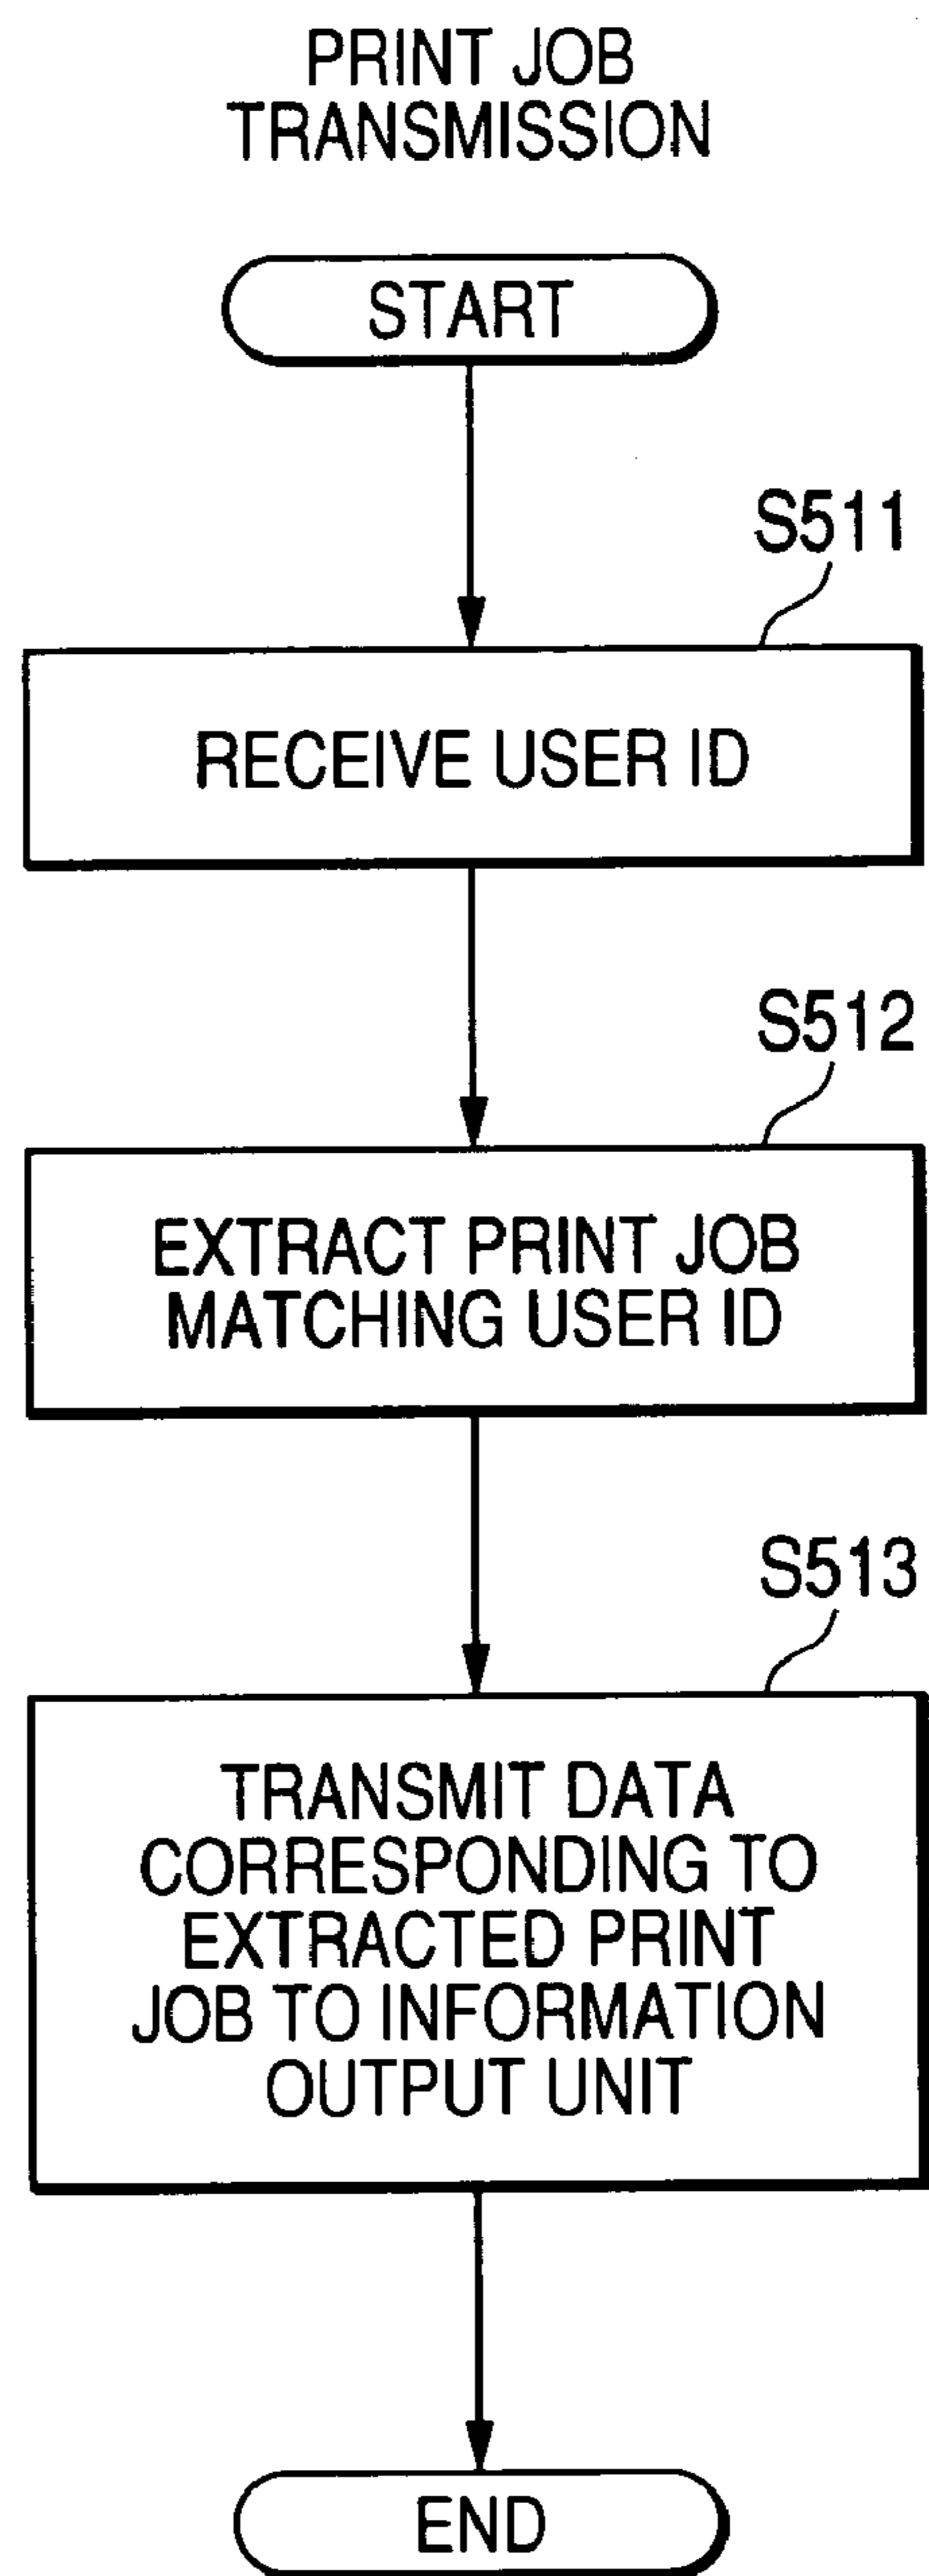 PRINT JOB
TRANSMISSION
START
S511
RECEIVE USER ID
S512
EXTRACT PRINT JOB
MATCHING USER ID
S513
TRANSMIT DATA
CORRESPONDING TO
EXTRACTED PRINT
JOB TO INFORMATION
OUTPUT UNIT
END